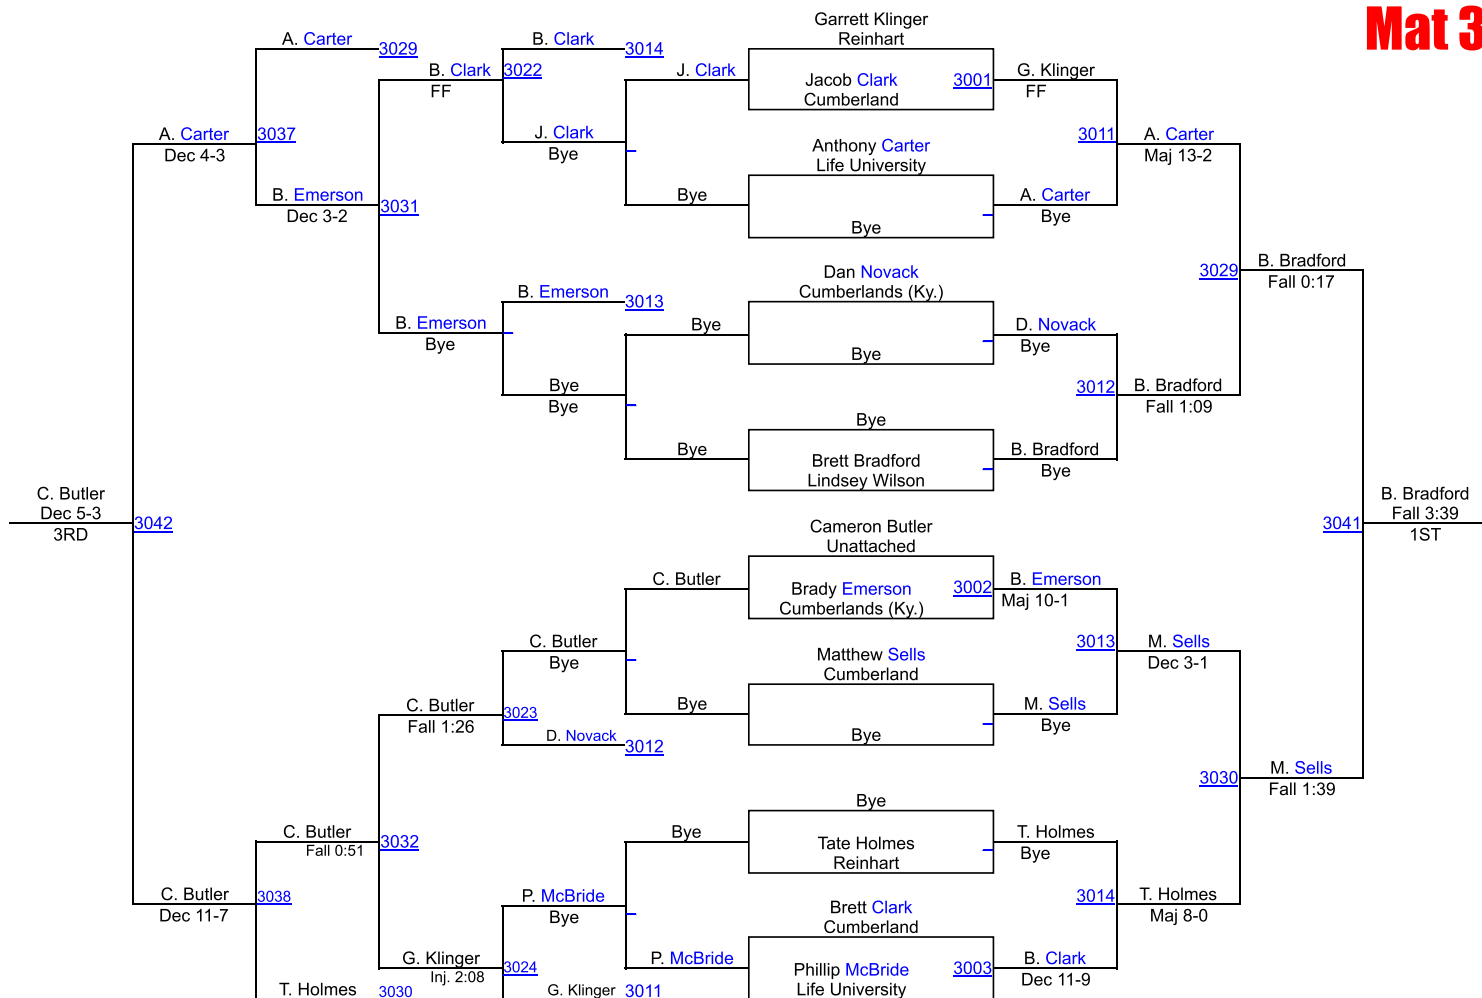 Mat 3
Garrett Klinger
Reinhart
A. Carter
3029
B. Clark
3014
B. Clark
3022
FF
J. Clark
Jacob Clark
3001
Cumberland
G. Klinger
FF
A. Carter
3037
Dec 4-3
J. Clark
Bye
Anthony Carter
Life University
3011
A. Carter
Maj 13-2
B. Emerson
3031
Dec 3-2
Bye
Bye
A. Carter
Bye
Dan Novack
Cumberlands (Ky.)
3029
B. Bradford
Fall 0:17
B. Emerson
3013
B. Emerson
Bye
Bye
Bye
D. Novack
Bye
Bye
Bye
3012
B. Bradford
Fall 1:09
Bye
Bye
Brett Bradford
Lindsey Wilson
B. Bradford
Bye
C. Butler
Dec 5-3
3RD
3042
Cameron Butler
Unattached
3041
B. Bradford
Fall 3:39
1ST
C. Butler
Brady Emerson
3002
Cumberlands (Ky.)
B. Emerson
Maj 10-1
C. Butler
Bye
Matthew Sells
Cumberland
3013
M. Sells
Dec 3-1
C. Butler
3023
Fall 1:26
Bye
Bye
M. Sells
Bye
D. Novack
3012
3030
M. Sells
Fall 1:39
Bye
C. Butler
3032
Fall 0:51
Bye
Tate Holmes
Reinhart
T. Holmes
Bye
C. Butler
3038
Dec 11-7
P. McBride
Bye
Brett Clark
Cumberland
3014
T. Holmes
Maj 8-0
G. Klinger
3024
Inj. 2:08
P. McBride
Phillip McBride
3003
Life University
B. Clark
Dec 11-9
T. Holmes
3030
G. Klinger
3011